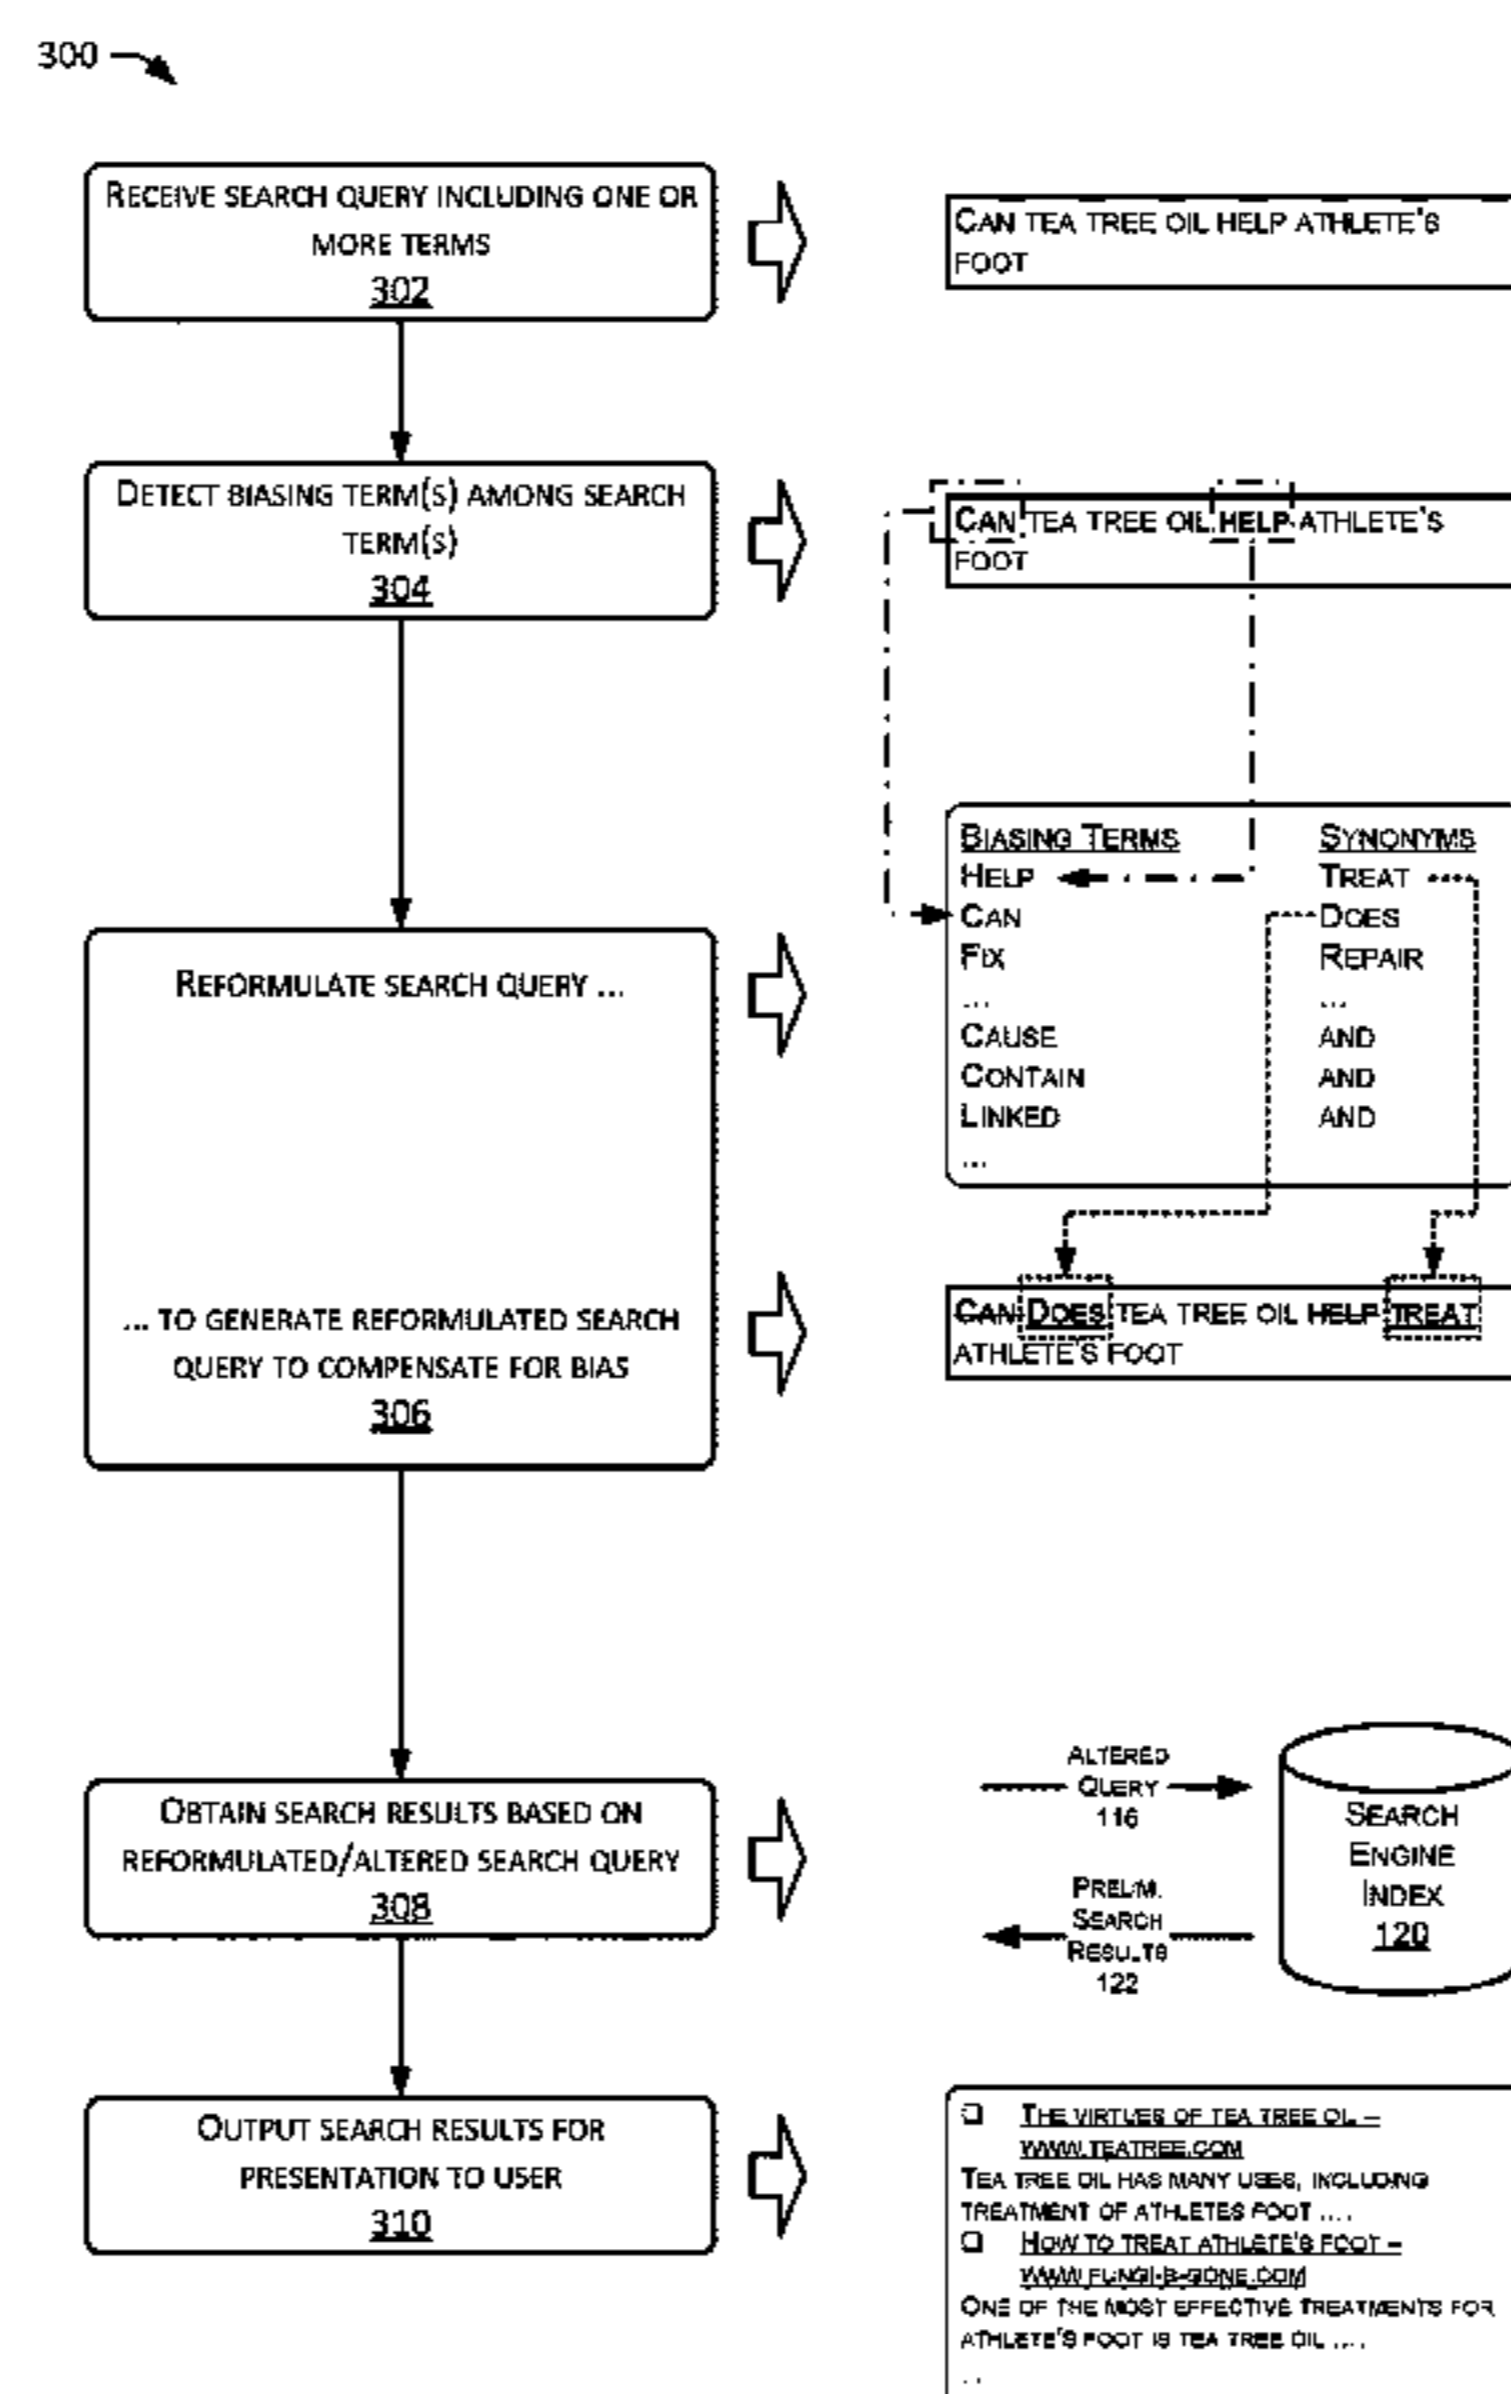 300
RECEIVE SEARCH QUERY INCLUDING ONE OR
MORE TERMS
302
CAN TEA TREE OIL HELP ATHLETE'S
FOOT
DETECT BIASING TERM(S) AMONG SEARCH
TERM(S)
304
CAN TEA TREE OIL HELP ATHLETE'S
FOOT
REFORMULATE SEARCH QUERY ...
BIASING TERMS SYNONYMS
HELP TREAT
CAN DOES
FIX REPAIR
... ...
CAUSE AND
CONTAIN AND
LINKED AND
...
... TO GENERATE REFORMULATED SEARCH
QUERY TO COMPENSATE FOR BIAS
306
CAN DOES TEA TREE OIL HELP TREAT
ATHLETE'S FOOT
OBTAIN SEARCH RESULTS BASED ON
REFORMULATED/ALTERED SEARCH QUERY
308
ALTERED
QUERY
116
PRELIM.
SEARCH
RESULTS
122
SEARCH
ENGINE
INDEX
120
OUTPUT SEARCH RESULTS FOR
PRESENTATION TO USER
310
THE VIRTUES OF TEA TREE OIL –
WWW.TEATREE.COM
TEA TREE OIL HAS MANY USES, INCLUDING
TREATMENT OF ATHLETES FOOT ....
HOW TO TREAT ATHLETE'S FOOT –
WWW.FUNGI-B-GONE.COM
ONE OF THE MOST EFFECTIVE TREATMENTS FOR
ATHLETE'S FOOT IS TEA TREE OIL ....
..